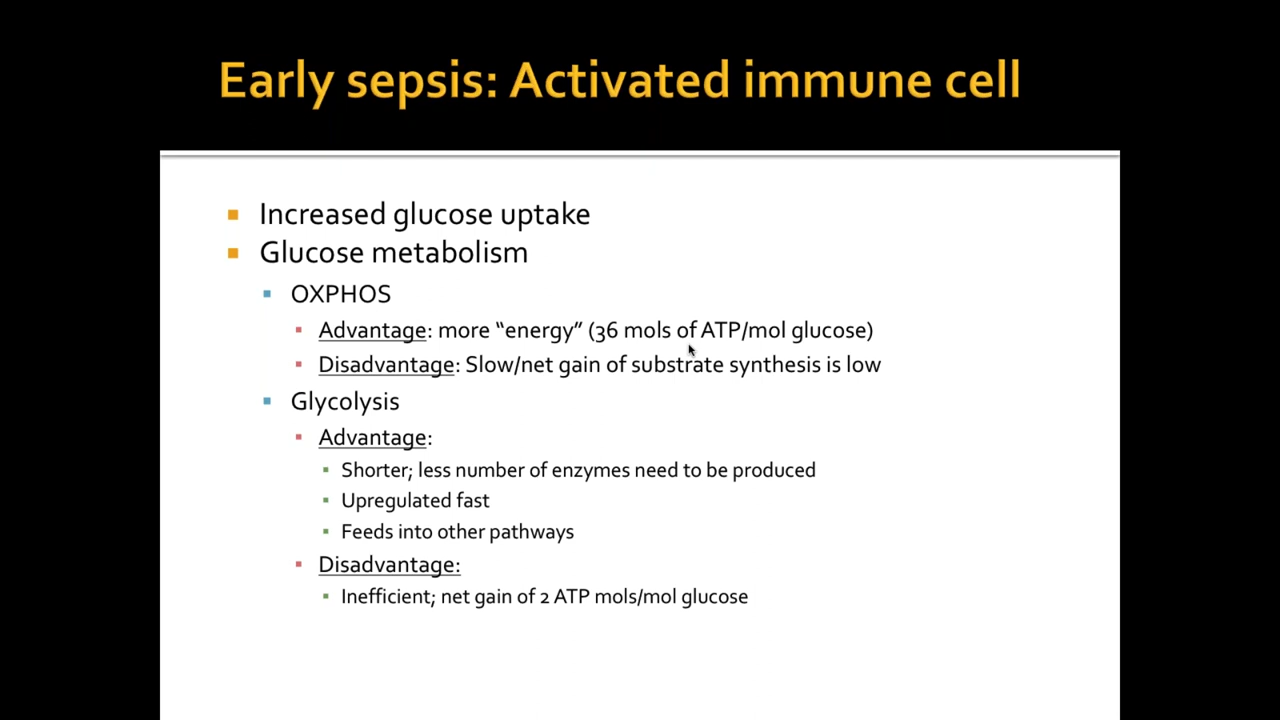 Early sepsis: Activated immune cell
Increased glucose uptake
Glucose metabolism
OXPHOS
Advantage: more “energy” (36 mols of ATP/mol glucose)
Disadvantage: Slow/net gain of substrate synthesis is low
Glycolysis
Advantage:
Shorter; less number of enzymes need to be produced
Upregulated fast
Feeds into other pathways
Disadvantage:
Inefficient; net gain of 2 ATP mols/mol glucose